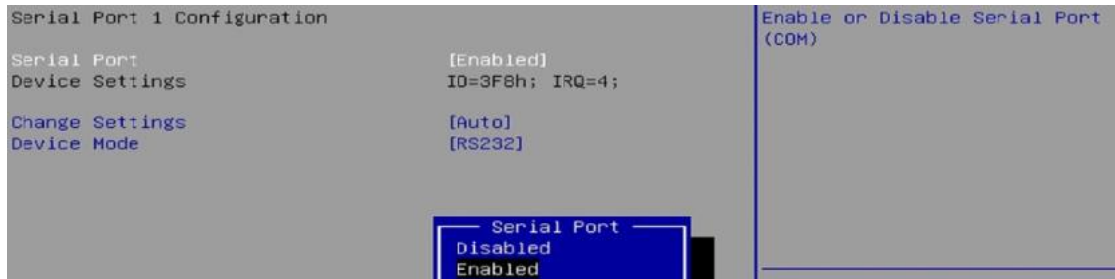 Serial Port 1 Configuration
Serial Port [Enabled]
Device Settings IO=3F8h; IRQ=4;
Change Settings [Auto]
Device Mode [RS232]
Enable or Disable Serial Port
(COM)
Serial Port
Disabled
Enabled